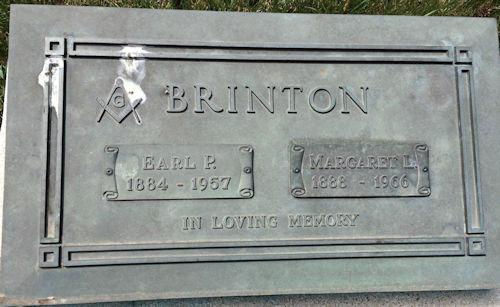 G
BRINTON
EARL P.
1884 - 1957
MARGARET L.
1888 - 1966
IN LOVING MEMORY